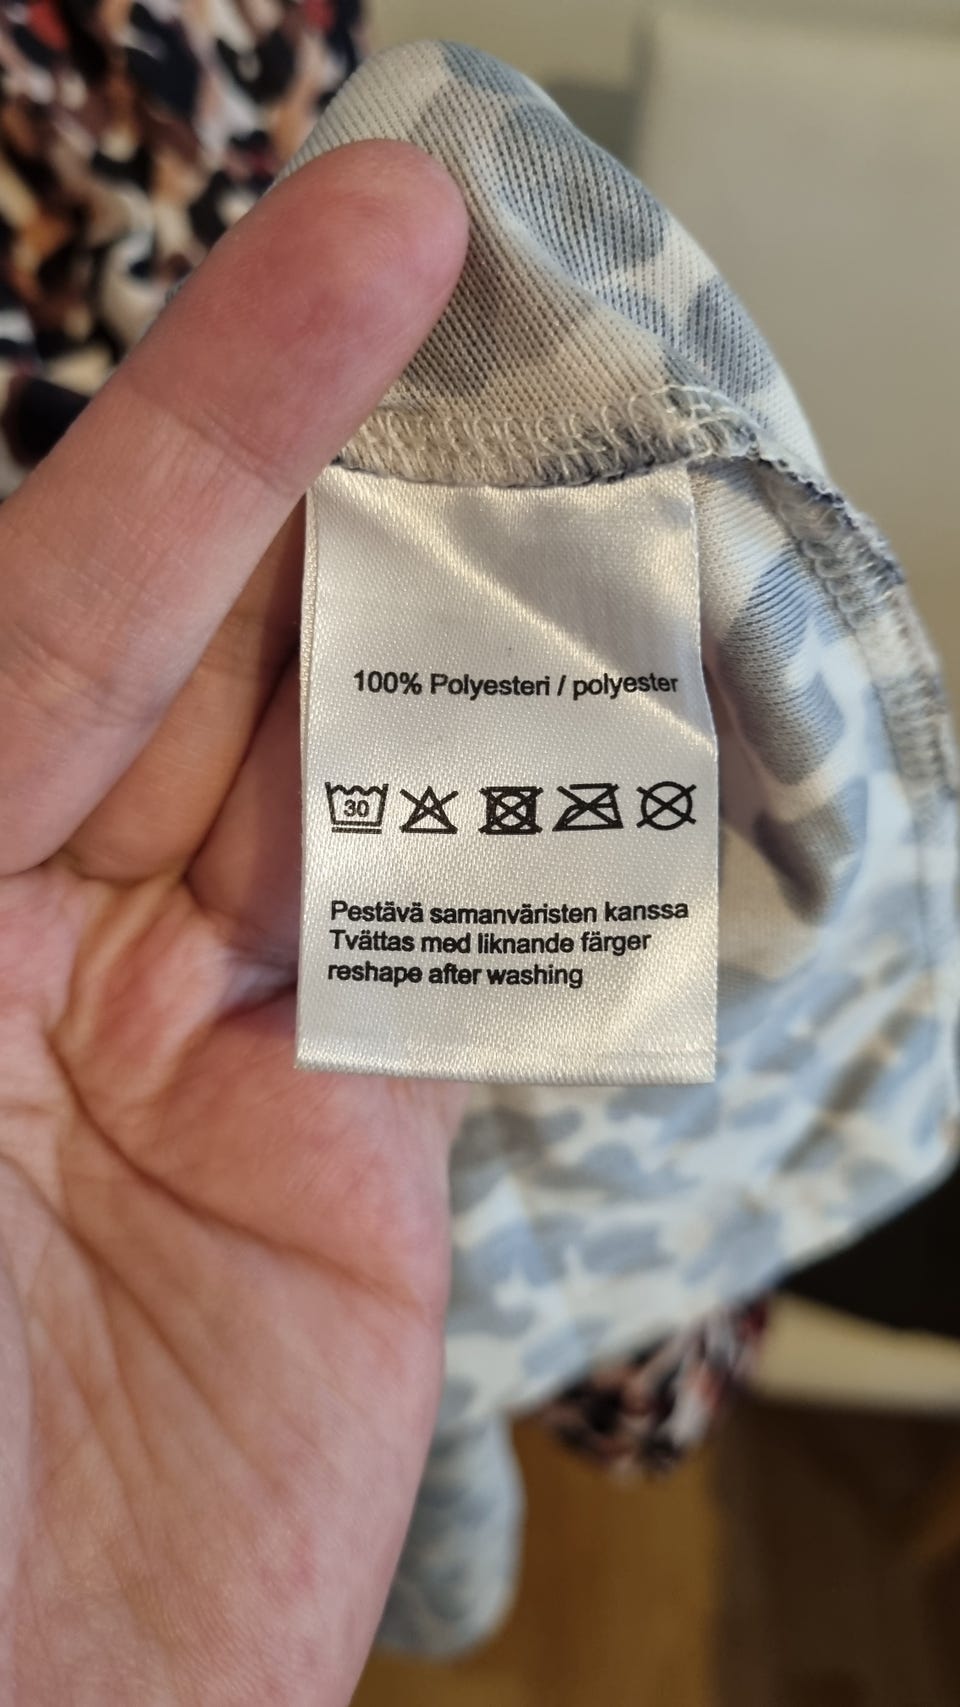 100% Polyesteri / polyester
30
Pestävä samanväristen kanssa
Tvättas med liknande färger
reshape after washing